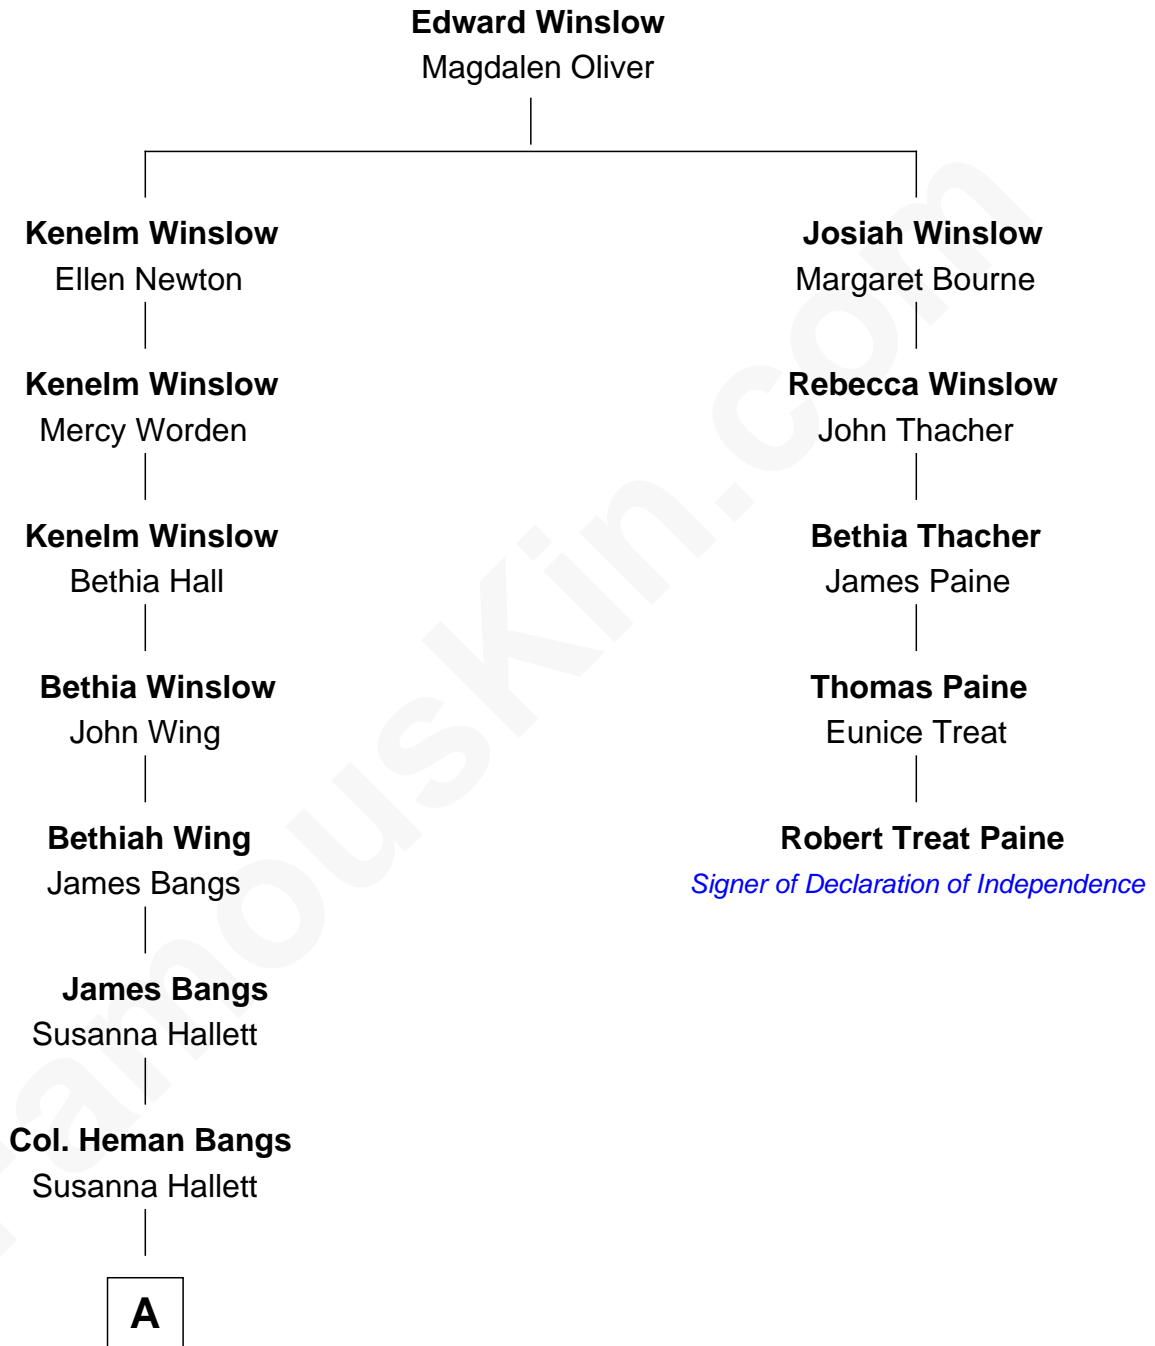 Edward Winslow
Magdalen Oliver
Kenelm Winslow
Ellen Newton
Josiah Winslow
Margaret Bourne
Kenelm Winslow
Mercy Worden
Rebecca Winslow
John Thacher
Kenelm Winslow
Bethia Hall
Bethia Thacher
James Paine
Bethia Winslow
John Wing
Thomas Paine
Eunice Treat
Bethiah Wing
James Bangs
Robert Treat Paine
Signer of Declaration of Independence
James Bangs
Susanna Hallett
Col. Heman Bangs
Susanna Hallett
A
FamousKin.com